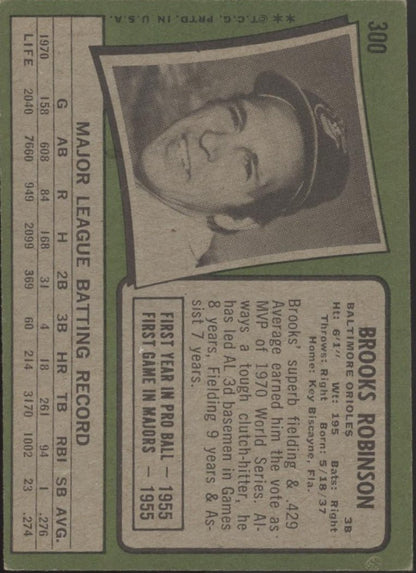 300
**©T.C.G. PRTD. IN U.S.A.
BROOKS ROBINSON
BALTIMORE ORIOLES 3B
Ht: 6'1" Wt: 195 Bats: Right
Throws: Right Born: 5/18/37
Home: Key Biscayne, Fla.
Brooks' superb fielding & .429
Average earned him the vote as
MVP of 1970 World Series. Al-
ways a tough clutch-hitter, he
has led AL 3d basemen in Games
8 years, Fielding 9 years & As-
sist 7 years.
FIRST YEAR IN PRO BALL — 1955
FIRST GAME IN MAJORS — 1955
MAJOR LEAGUE BATTING RECORD
G AB R H 2B 3B HR TB RBI SB AVG.
1970 158 608 84 168 31 4 18 261 94 1 .276
LIFE 2040 7660 949 2099 369 60 214 3170 1002 23 .274